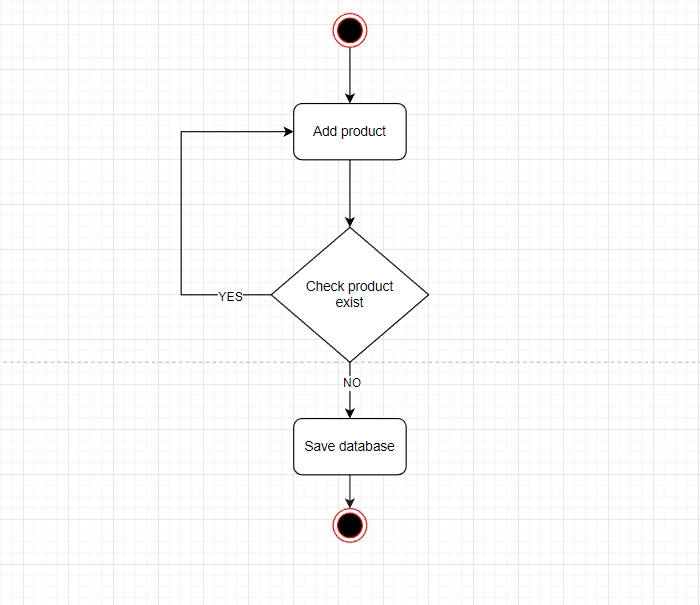 Add product
Check product
exist
YES
NO
Save database